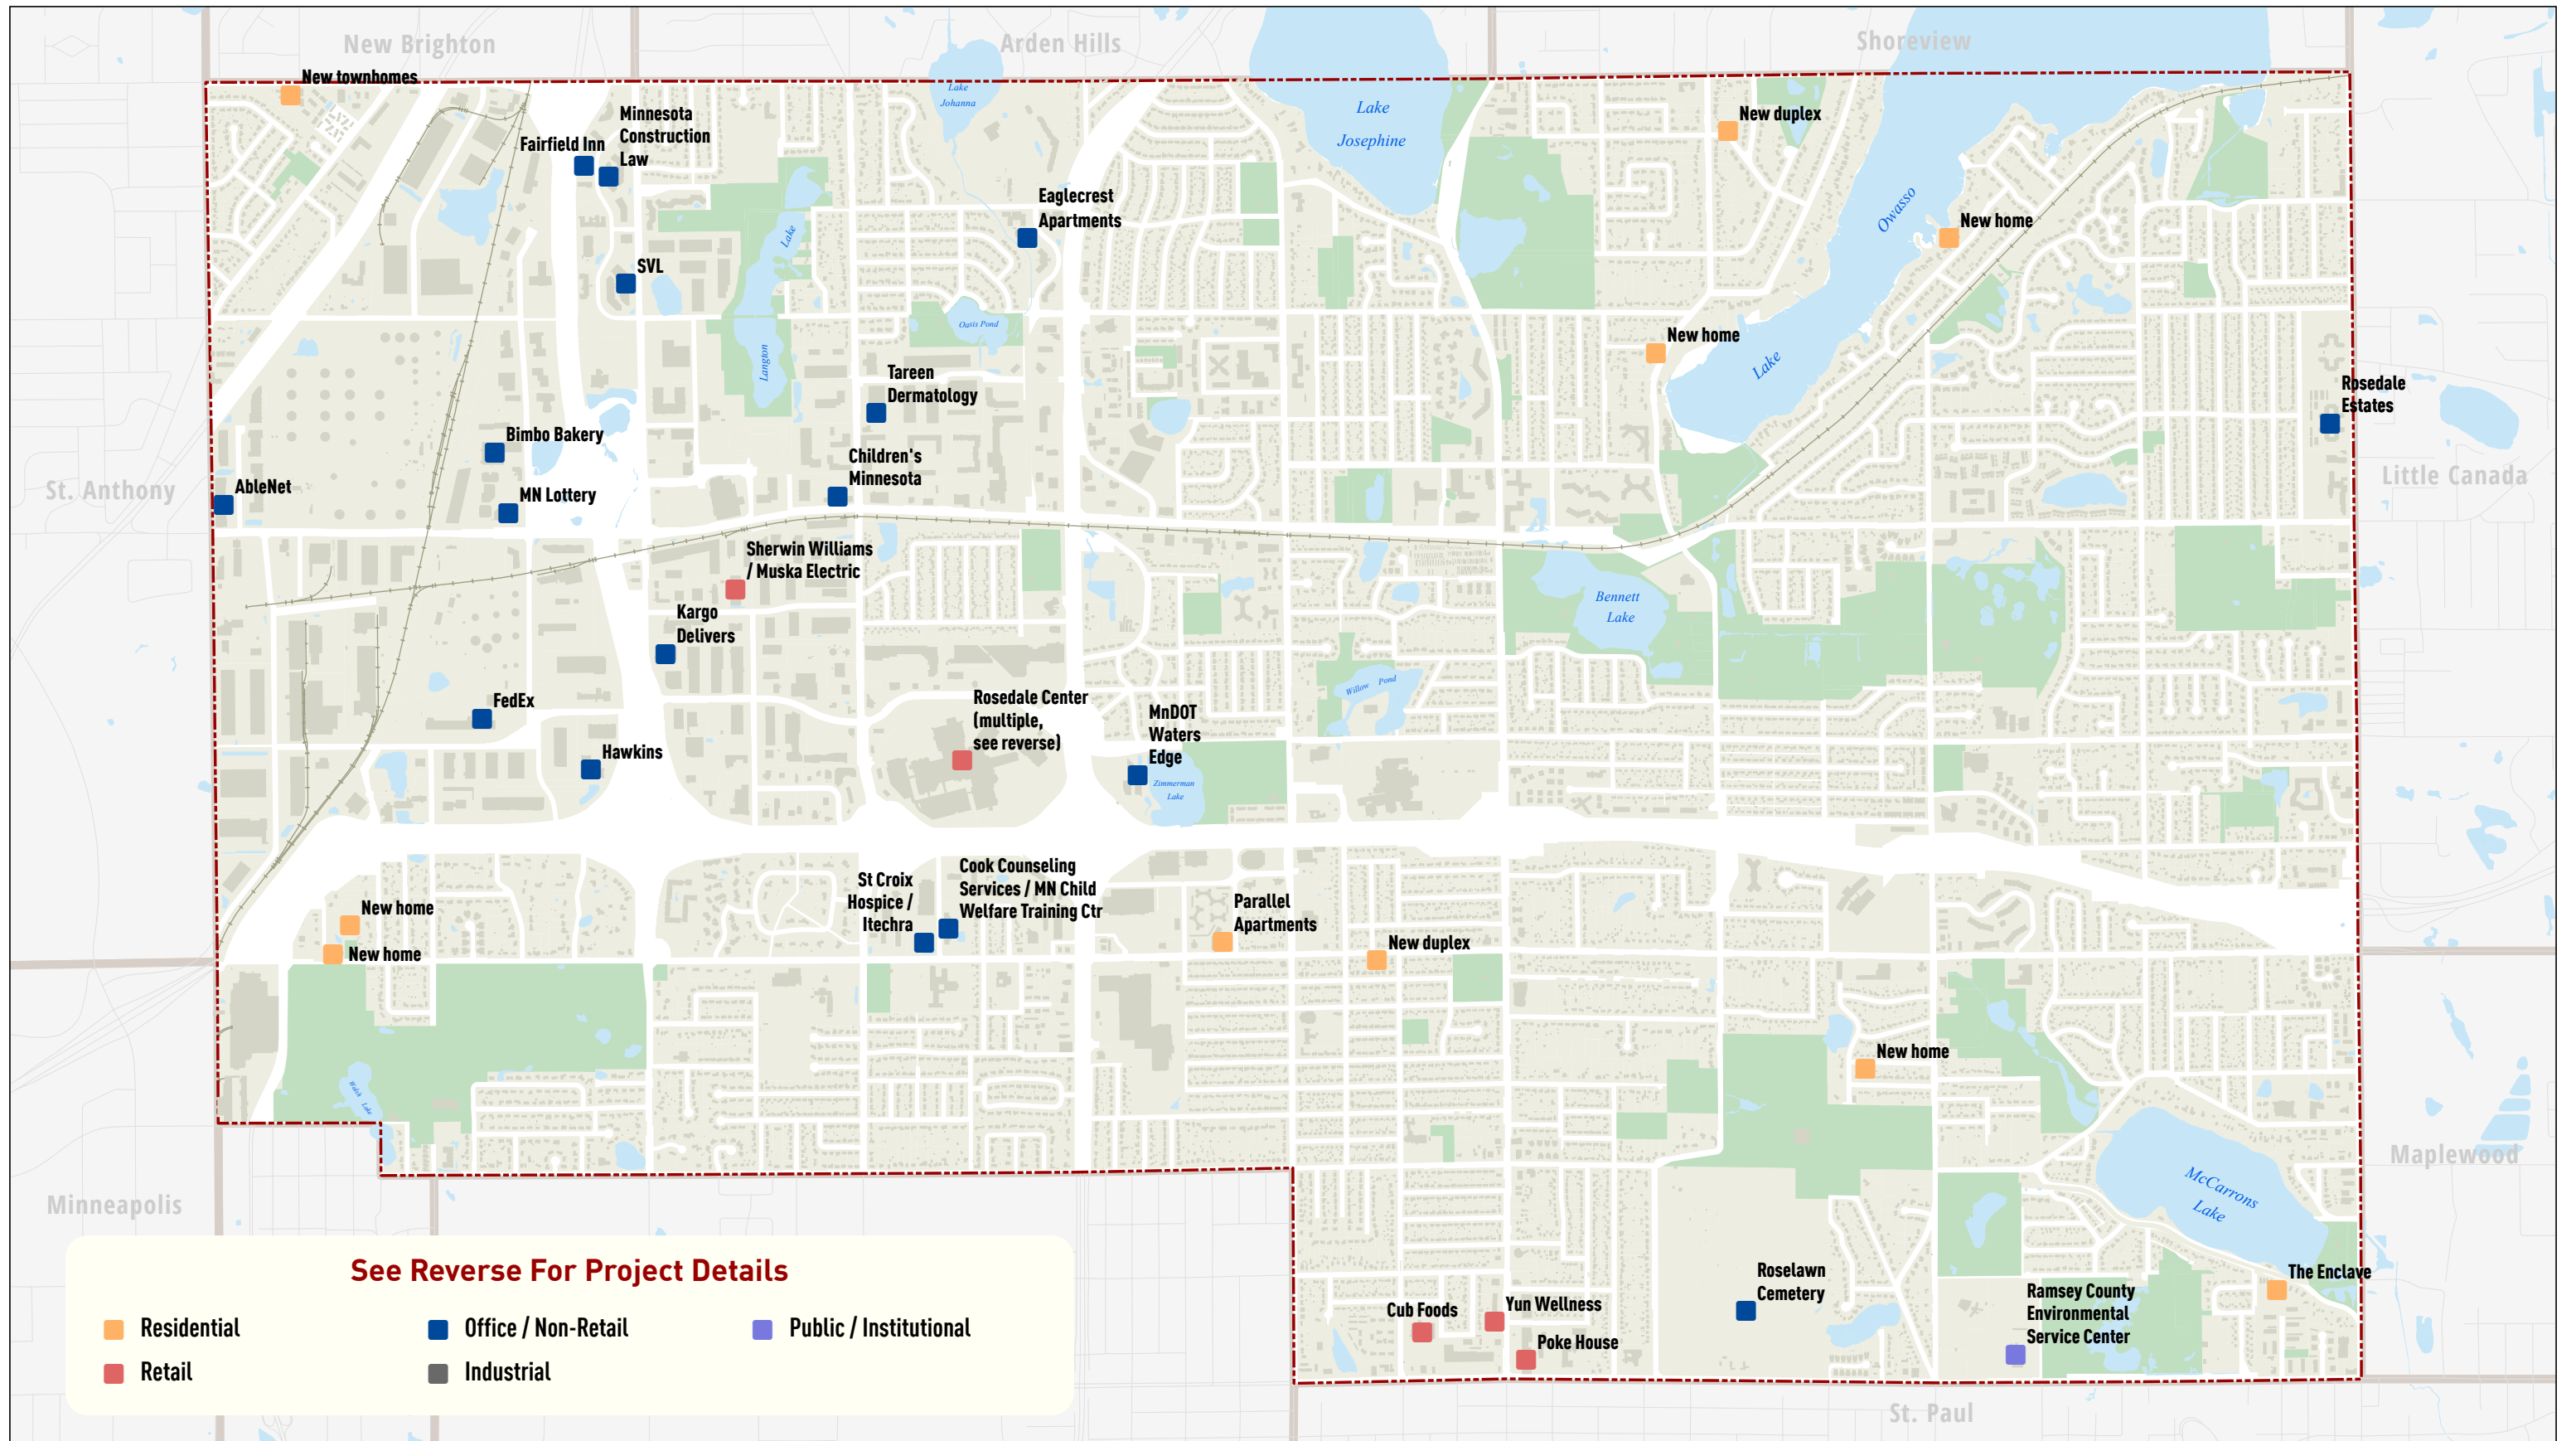 New Brighton
Arden Hills
Shoreview
New townhomes
Lake
Johanna
Lake
Josephine
Minnesota
Construction
Law
Fairfield Inn
New duplex
Eaglecrest
Apartments
Owasso
New home
Lake
SVL
Oasis Pond
New home
Langton
Lake
Tareen
Dermatology
Rosedale
Estates
Bimbo Bakery
Children's
Minnesota
St. Anthony
AbleNet
MN Lottery
Little Canada
Sherwin Williams
/ Muska Electric
Kargo
Delivers
Bennett
Lake
Willow Pond
FedEx
Rosedale Center
(multiple,
see reverse)
MnDOT
Waters
Edge
Hawkins
Zimmerman
Lake
St Croix
Hospice /
Itechra
Cook Counseling
Services / MN Child
Welfare Training Ctr
New home
New home
Parallel
Apartments
New duplex
New home
Walsh Lake
Minneapolis
Maplewood
McCarrons
Lake
Roselawn
Cemetery
The Enclave
Cub Foods
Yun Wellness
Poke House
Ramsey County
Environmental
Service Center
St. Paul
See Reverse For Project Details
Residential
Office / Non-Retail
Public / Institutional
Retail
Industrial